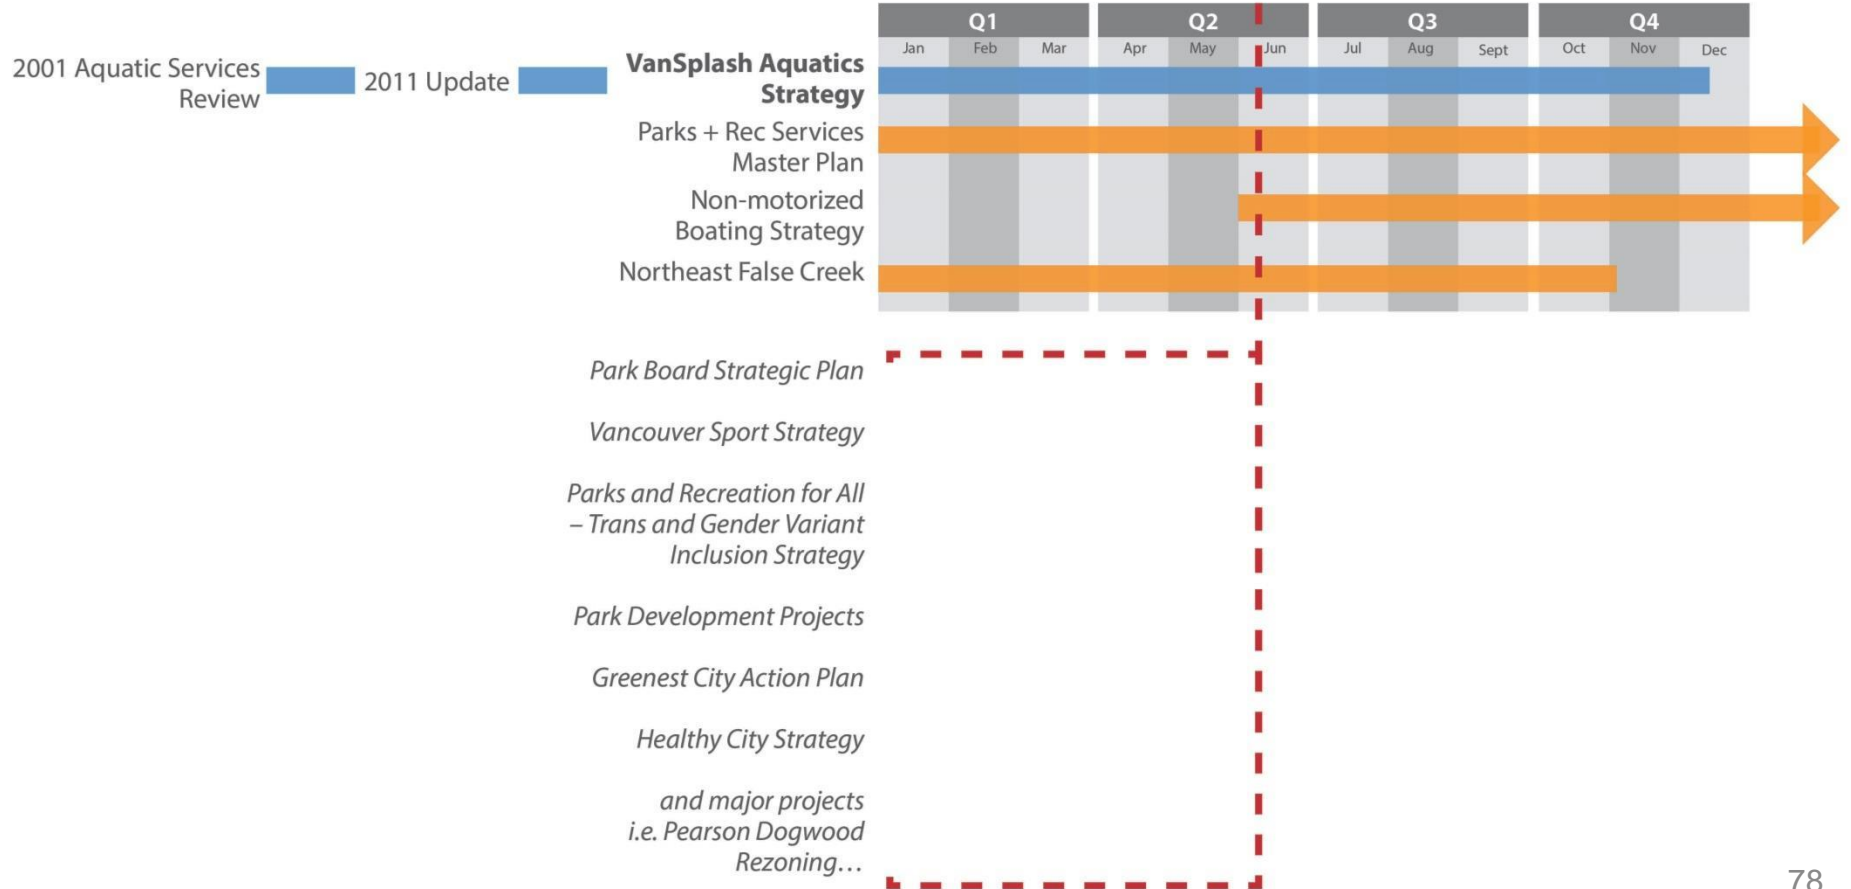 Q1 Q2 Q3 Q4
Jan Feb Mar Apr May Jun Jul Aug Sept Oct Nov Dec
2001 Aquatic Services
Review
2011 Update
VanSplash Aquatics
Strategy
Parks + Rec Services
Master Plan
Non-motorized
Boating Strategy
Northeast False Creek
Park Board Strategic Plan
Vancouver Sport Strategy
Parks and Recreation for All
– Trans and Gender Variant
Inclusion Strategy
Park Development Projects
Greenest City Action Plan
Healthy City Strategy
and major projects
i.e. Pearson Dogwood
Rezoning…
78